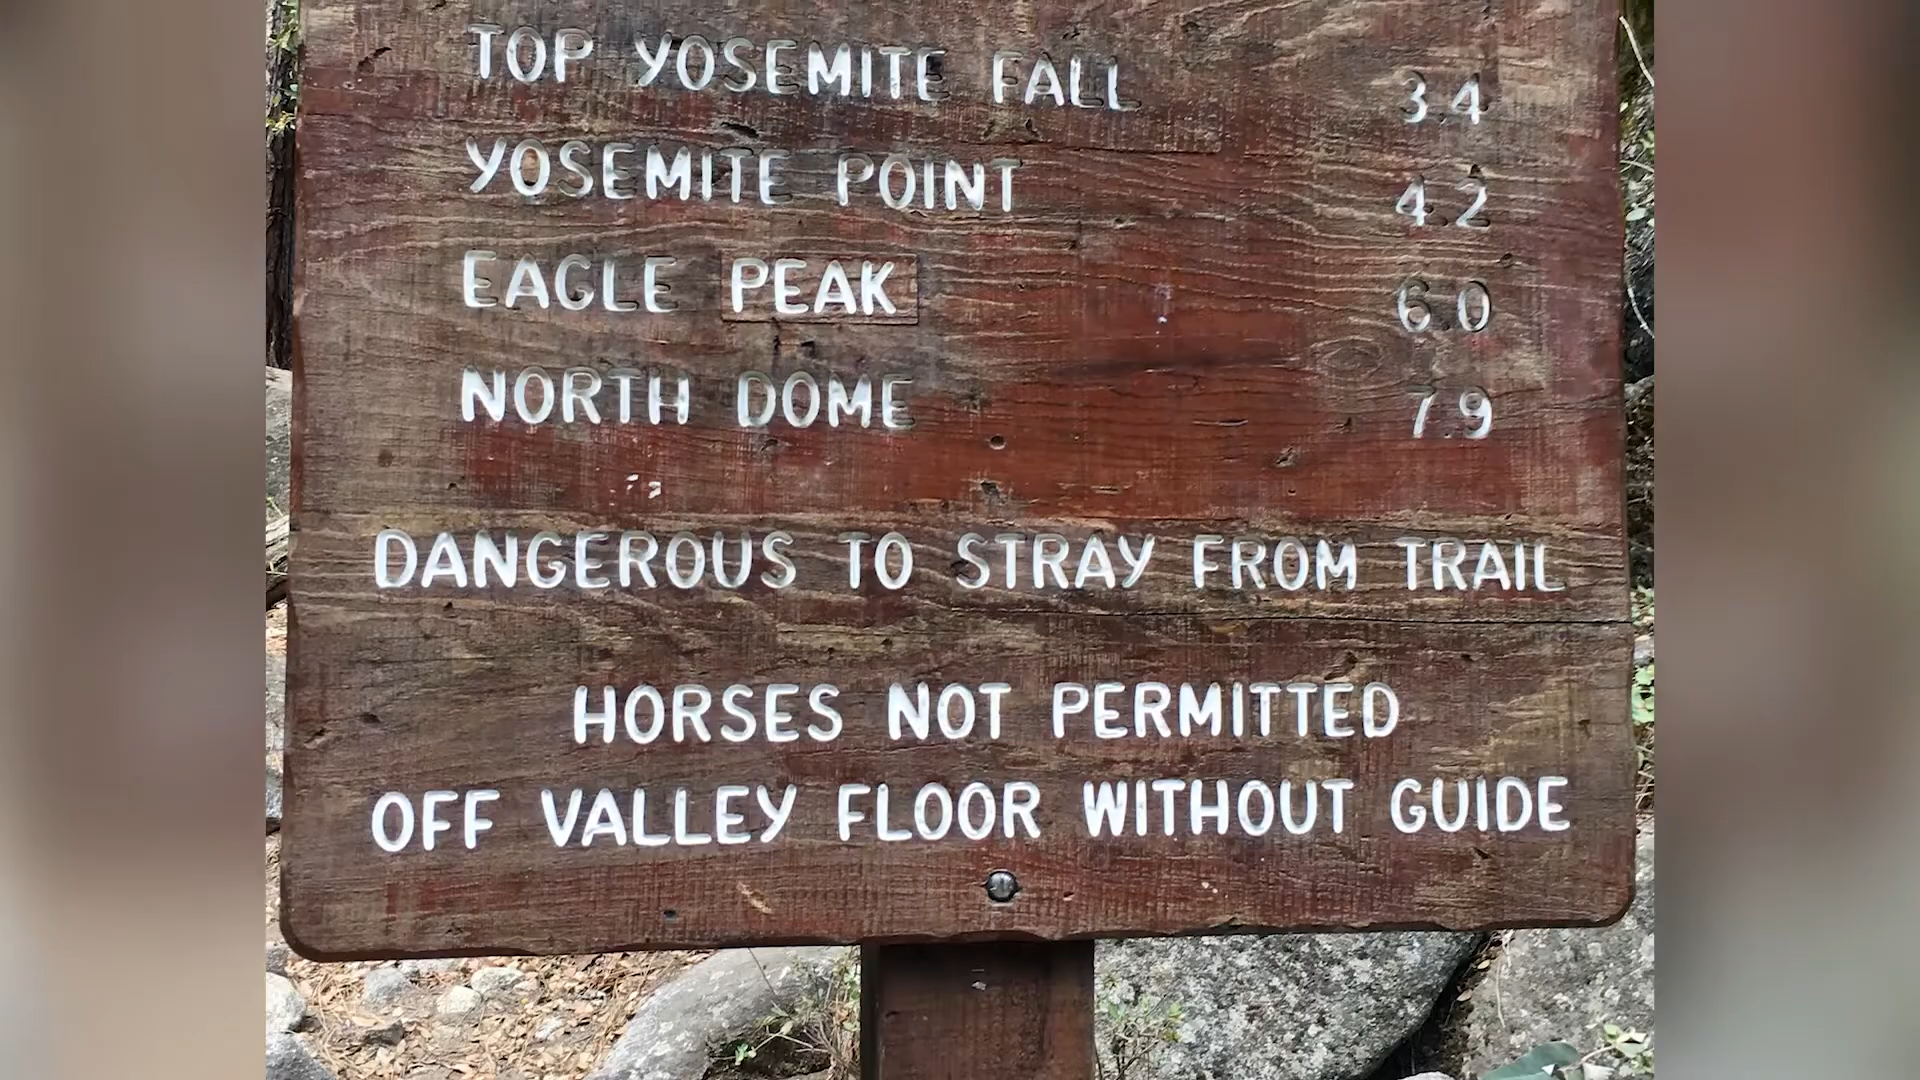 TOP YOSEMITE FALL 3.4
YOSEMITE POINT 4.2
EAGLE PEAK 6.0
NORTH DOME 7.9
DANGEROUS TO STRAY FROM TRAIL
HORSES NOT PERMITTED
OFF VALLEY FLOOR WITHOUT GUIDE